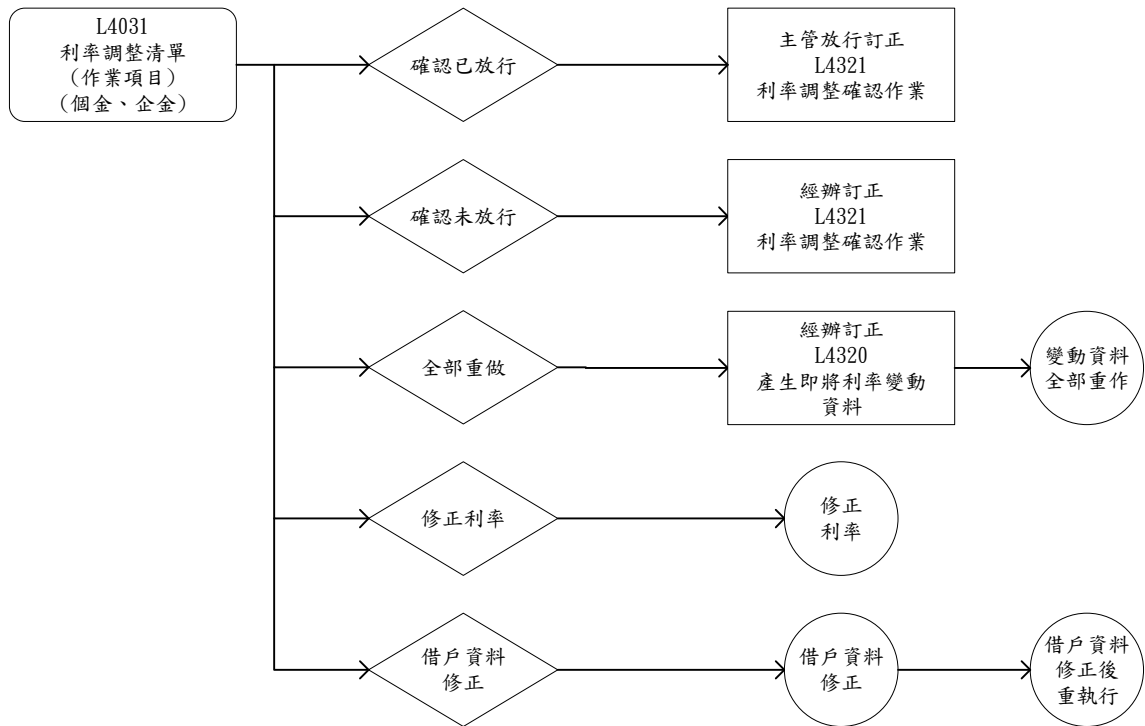 L4031
利率調整清單
(作業項目)
(個金、企金)
確認已放行
主管放行訂正
L4321
利率調整確認作業
確認未放行
經辦訂正
L4321
利率調整確認作業
全部重做
經辦訂正
L4320
產生即將利率變動
資料
變動資料
全部重作
修正利率
修正
利率
借戶資料
修正
借戶資料
修正
借戶資料
修正後
重執行